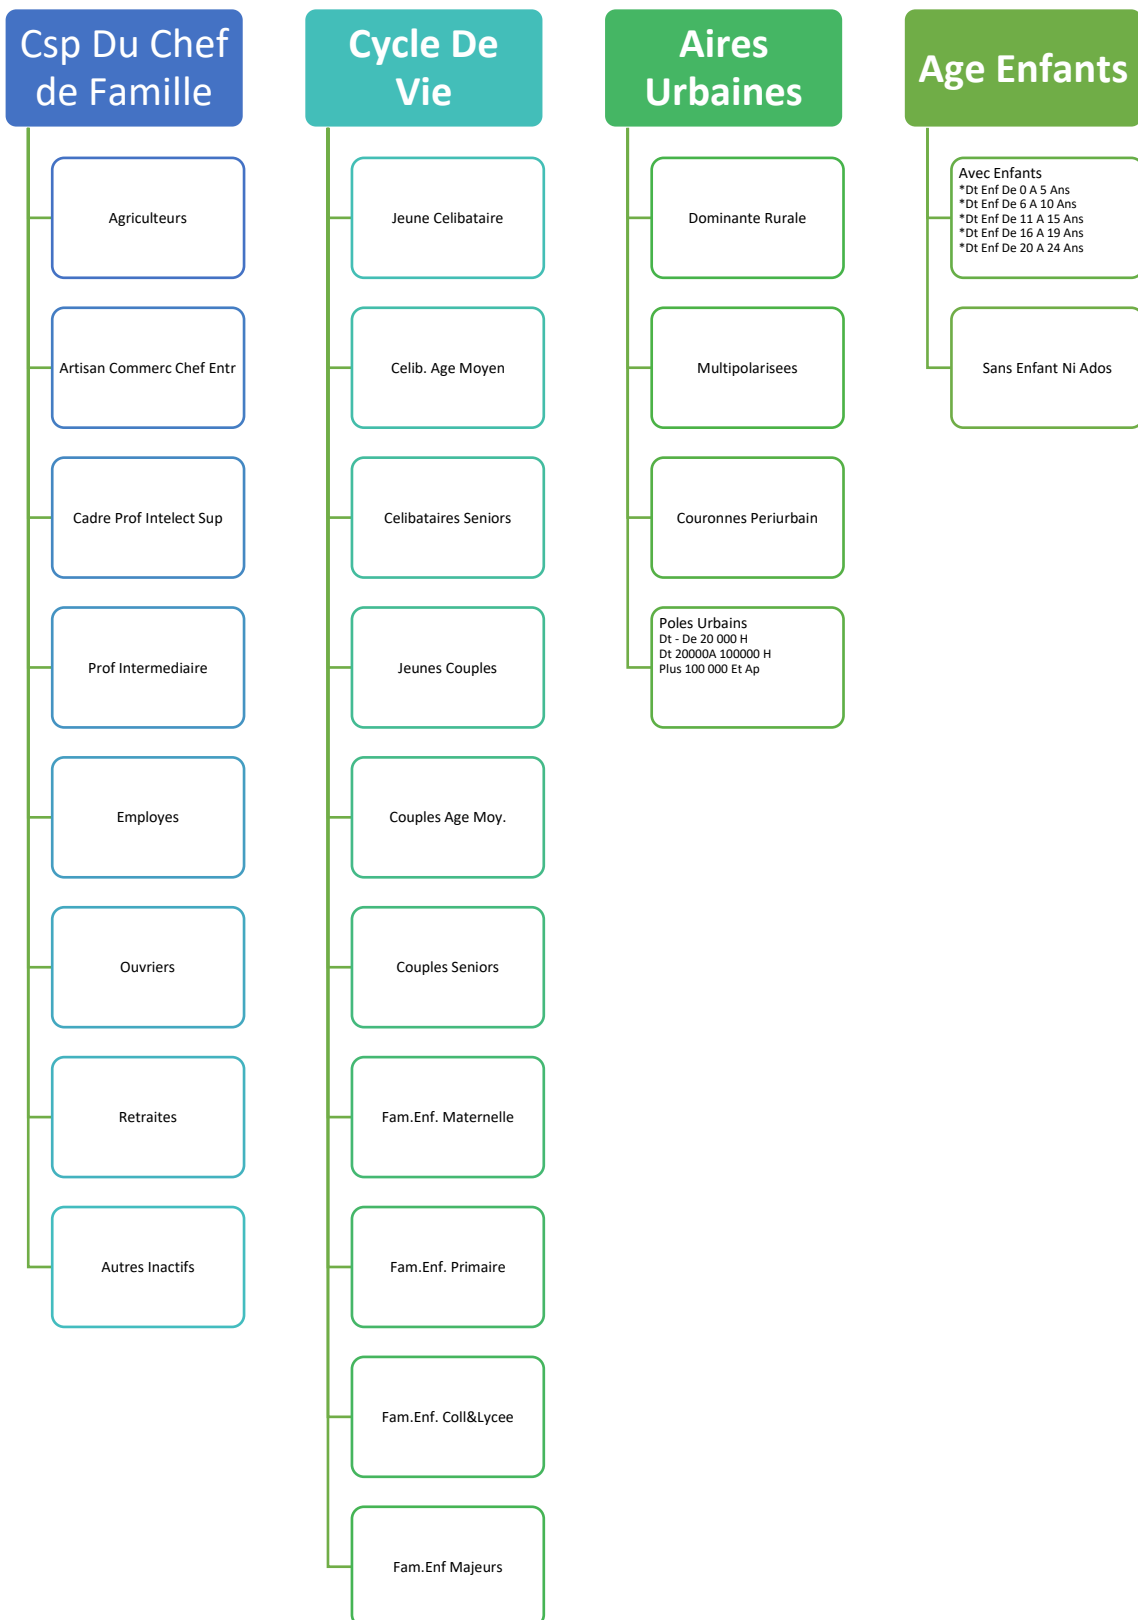 Csp Du Chef
de Famille
Agriculteurs
Artisan Commerc Chef Entr
Cadre Prof Intelect Sup
Prof Intermediaire
Employes
Ouvriers
Retraites
Autres Inactifs
Cycle De
Vie
Jeune Celibataire
Celib. Age Moyen
Celibataires Seniors
Jeunes Couples
Couples Age Moy.
Couples Seniors
Fam.Enf. Maternelle
Fam.Enf. Primaire
Fam.Enf. Coll&Lycee
Fam.Enf Majeurs
Aires
Urbaines
Dominante Rurale
Multipolarisees
Couronnes Periurbain
Poles Urbains
Dt - De 20 000 H
Dt 20000A 100000 H
Plus 100 000 Et Ap
Age Enfants
Avec Enfants
*Dt Enf De 0 A 5 Ans
*Dt Enf De 6 A 10 Ans
*Dt Enf De 11 A 15 Ans
*Dt Enf De 16 A 19 Ans
*Dt Enf De 20 A 24 Ans
Sans Enfant Ni Ados